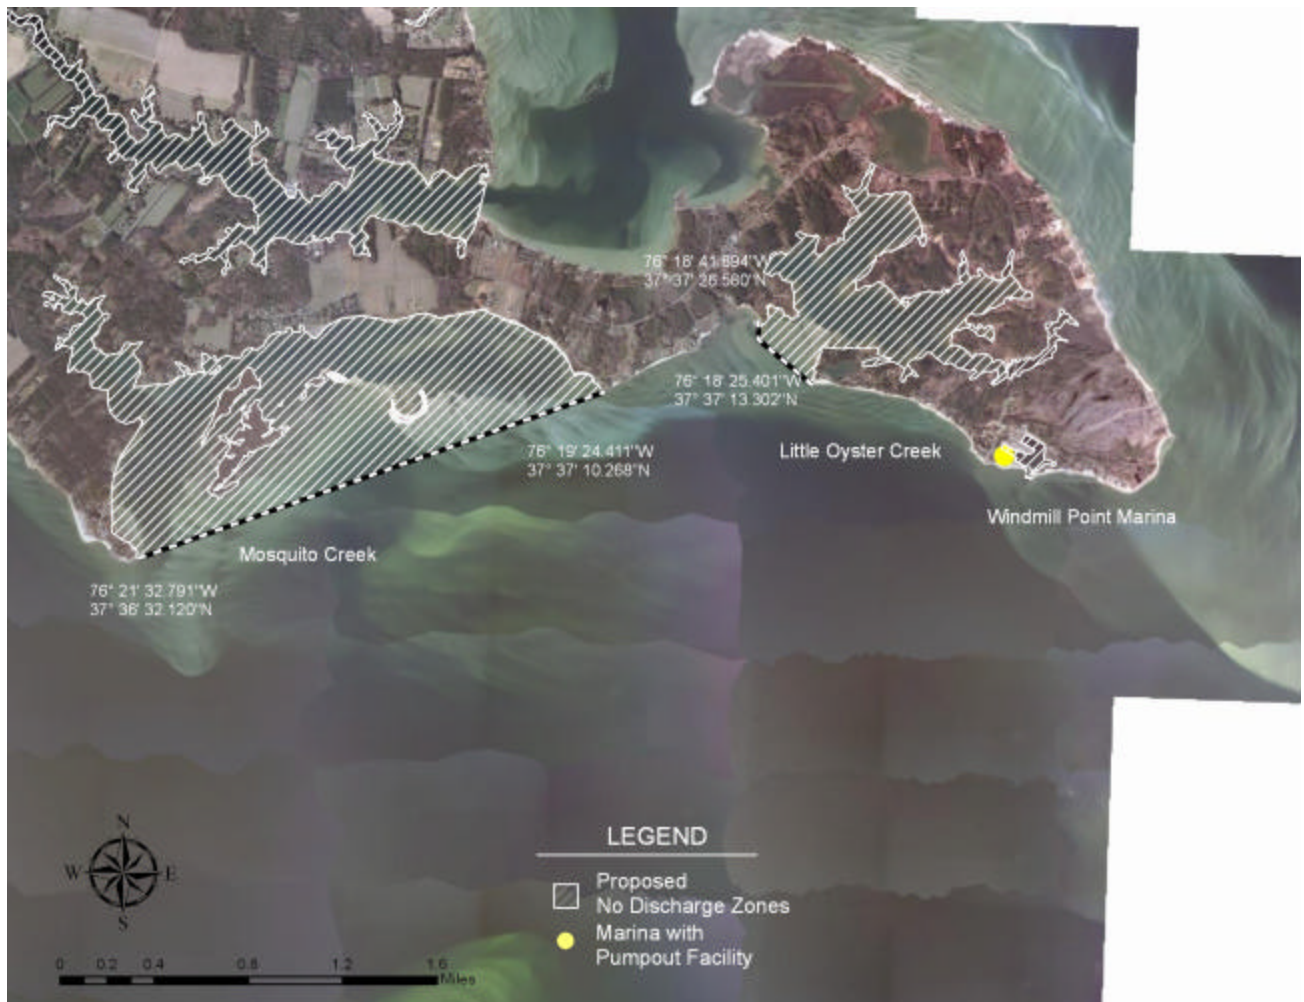 76° 18' 41.894"W
37° 37' 26.560"N
76° 18' 25.401"W
37° 37' 13.302"N
76° 19' 24.411"W
37° 37' 10.268"N
Little Oyster Creek
Windmill Point Marina
Mosquito Creek
76° 21' 32.791"W
37° 36' 32.120"N
N
W E
S
LEGEND
Proposed
No Discharge Zones
Marina with
Pumpout Facility
0 0.2 0.4 0.8 1.2 1.6
Miles